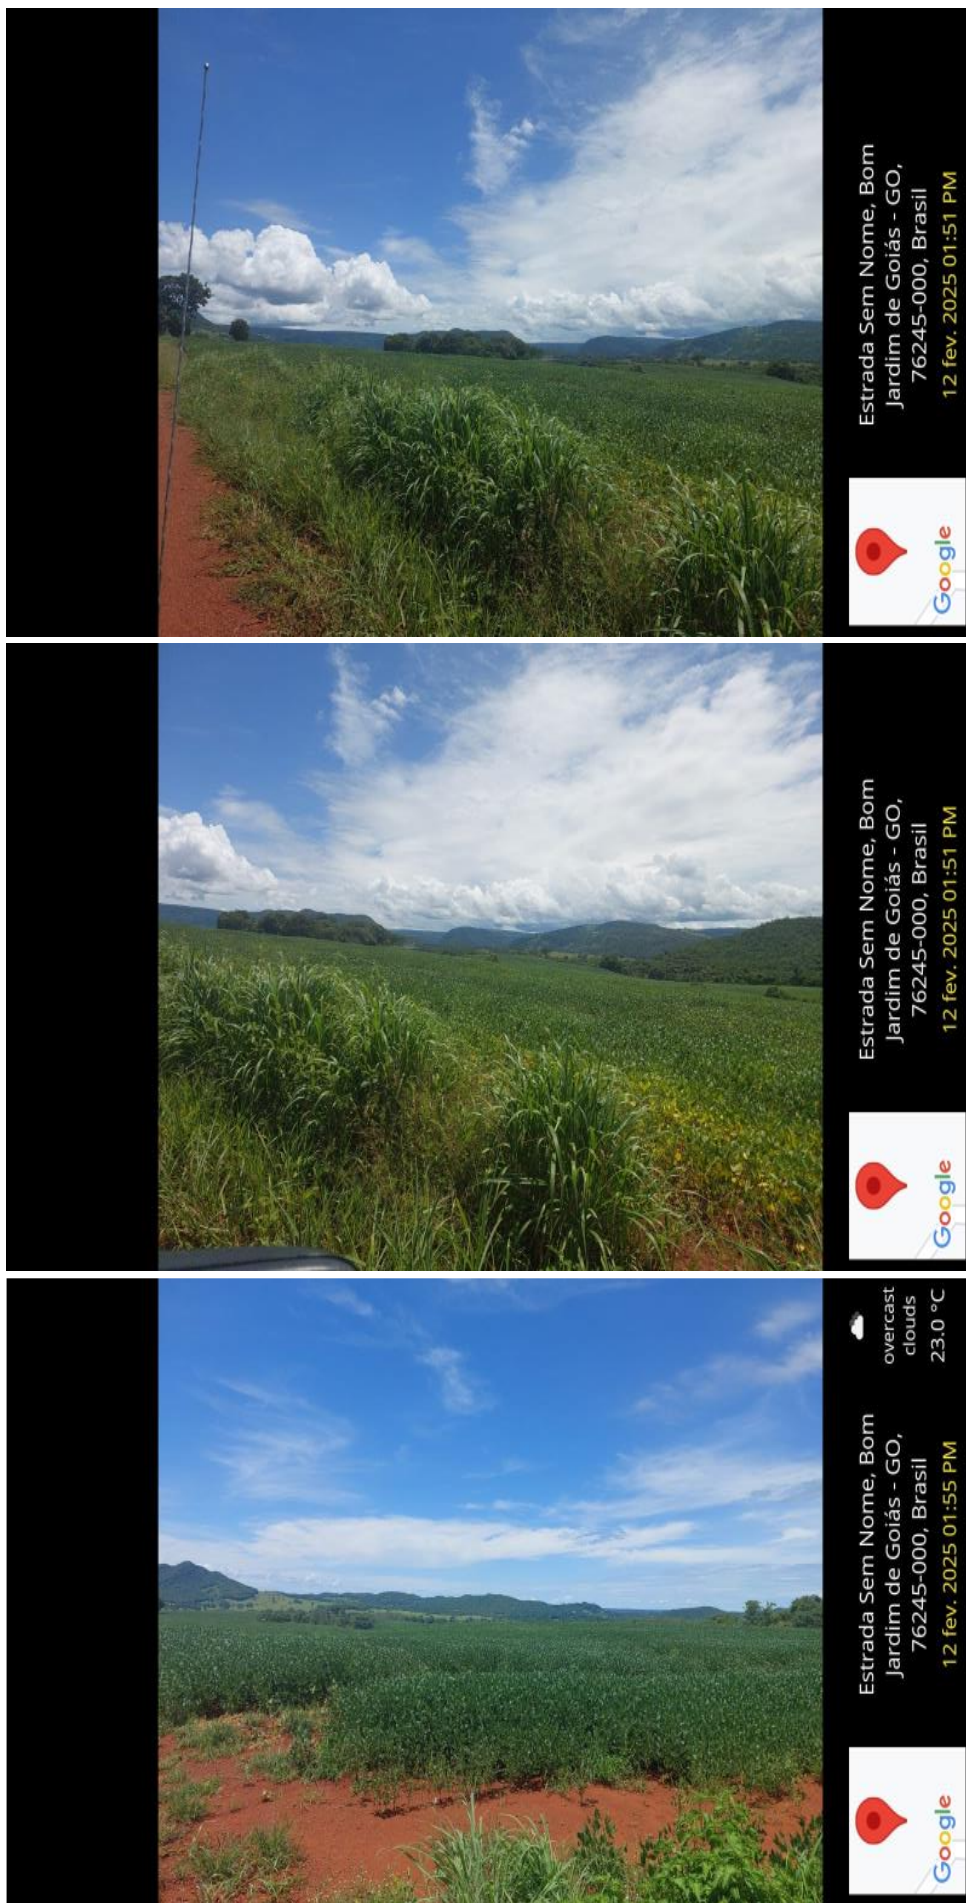 Estrada Sem Nome, Bom
Jardim de Goiás - GO,
76245-000, Brasil
12 fev. 2025 01:51 PM
Google
Estrada Sem Nome, Bom
Jardim de Goiás - GO,
76245-000, Brasil
12 fev. 2025 01:51 PM
Google
overcast
clouds
23.0 °C
Estrada Sem Nome, Bom
Jardim de Goiás - GO,
76245-000, Brasil
12 fev. 2025 01:55 PM
Google